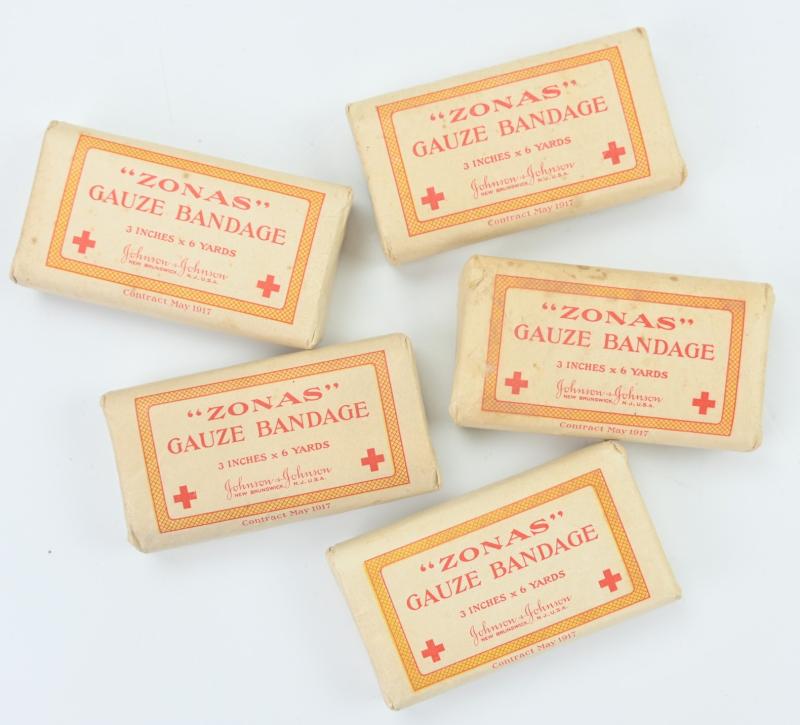 “ZONAS”
GAUZE BANDAGE
3 INCHES x 6 YARDS
Johnson & Johnson
NEW BRUNSWICK, N.J., U.S.A.
Contract May 1917
“ZONAS”
GAUZE BANDAGE
3 INCHES x 6 YARDS
Johnson & Johnson
NEW BRUNSWICK, N.J., U.S.A.
Contract May 1917
“ZONAS”
GAUZE BANDAGE
3 INCHES x 6 YARDS
Johnson & Johnson
NEW BRUNSWICK, N.J., U.S.A.
Contract May 1917
“ZONAS”
GAUZE BANDAGE
3 INCHES x 6 YARDS
Johnson & Johnson
NEW BRUNSWICK, N.J., U.S.A.
Contract May 1917
“ZONAS”
GAUZE BANDAGE
3 INCHES x 6 YARDS
Johnson & Johnson
NEW BRUNSWICK, N.J., U.S.A.
Contract May 1917